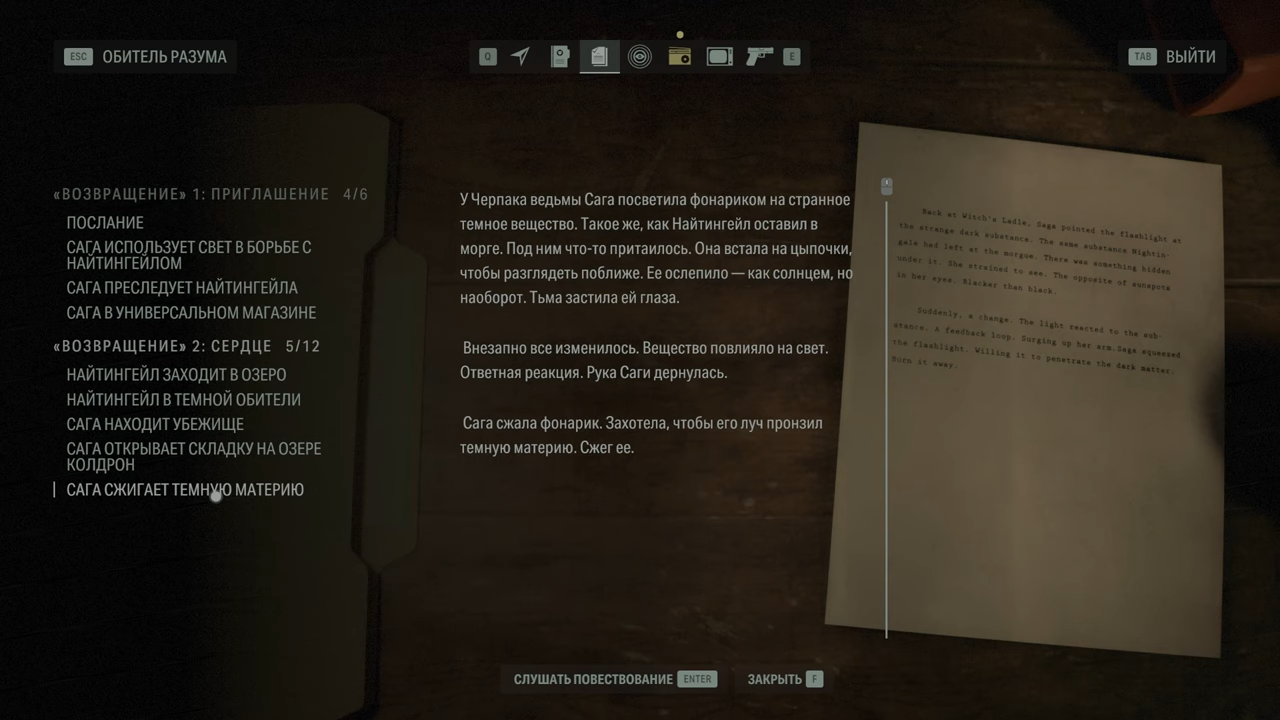 ESC ОБИТЕЛЬ РАЗУМА
Q
E
TAB ВЫЙТИ
«ВОЗВРАЩЕНИЕ» 1: ПРИГЛАШЕНИЕ 4/6
ПОСЛАНИЕ
САГА ИСПОЛЬЗУЕТ СВЕТ В БОРЬБЕ С
НАЙТИНГЕЙЛОМ
САГА ПРЕСЛЕДУЕТ НАЙТИНГЕЙЛА
САГА В УНИВЕРСАЛЬНОМ МАГАЗИНЕ
«ВОЗВРАЩЕНИЕ» 2: СЕРДЦЕ 5/12
НАЙТИНГЕЙЛ ЗАХОДИТ В ОЗЕРО
НАЙТИНГЕЙЛ В ТЕМНОЙ ОБИТЕЛИ
САГА НАХОДИТ УБЕЖИЩЕ
САГА ОТКРЫВАЕТ СКЛАДКУ НА ОЗЕРЕ
КОЛДРОН
САГА СЖИГАЕТ ТЕМНУЮ МАТЕРИЮ
У Черпака ведьмы Сага посветила фонариком на странное
темное вещество. Такое же, как Найтингейл оставил в
морге. Под ним что-то притаилось. Она встала на цыпочки,
чтобы разглядеть поближе. Ее ослепило — как солнцем, но
наоборот. Тьма застила ей глаза.
Внезапно все изменилось. Вещество повлияло на свет.
Ответная реакция. Рука Саги дернулась.
Сага сжала фонарик. Захотела, чтобы его луч пронзил
темную материю. Сжег ее.
Back at Witch's Ladle, Saga pointed the flashlight at
the strange dark substance. The same substance Nightin-
gale had left at the morgue. There was something hidden
under it. She strained to see. The opposite of sunspots
in her eyes. Blacker than black.
Suddenly, a change. The light reacted to the sub-
stance. A feedback loop. Surging up her arm.Saga squeezed
the flashlight. Willing it to penetrate the dark matter.
Burn it away.
СЛУШАТЬ ПОВЕСТВОВАНИЕ ENTER
ЗАКРЫТЬ F